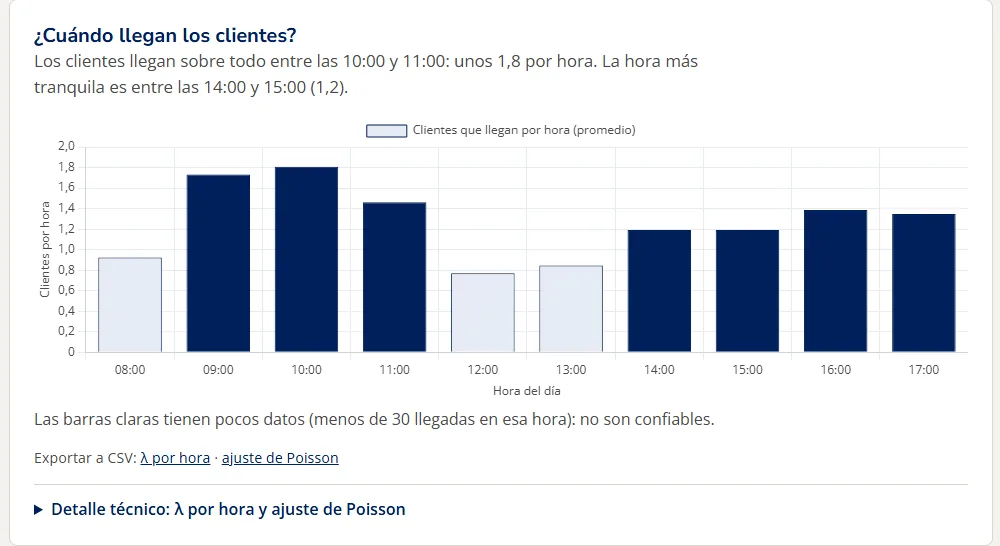 ¿Cuándo llegan los clientes?
Los clientes llegan sobre todo entre las 10:00 y 11:00: unos 1,8 por hora. La hora más
tranquila es entre las 14:00 y 15:00 (1,2).
Clientes que llegan por hora (promedio)
Clientes por hora
2,0
1,8
1,6
1,4
1,2
1,0
0,8
0,6
0,4
0,2
0
08:00 09:00 10:00 11:00 12:00 13:00 14:00 15:00 16:00 17:00
Hora del día
Las barras claras tienen pocos datos (menos de 30 llegadas en esa hora): no son confiables.
Exportar a CSV: λ por hora · ajuste de Poisson
▶ Detalle técnico: λ por hora y ajuste de Poisson